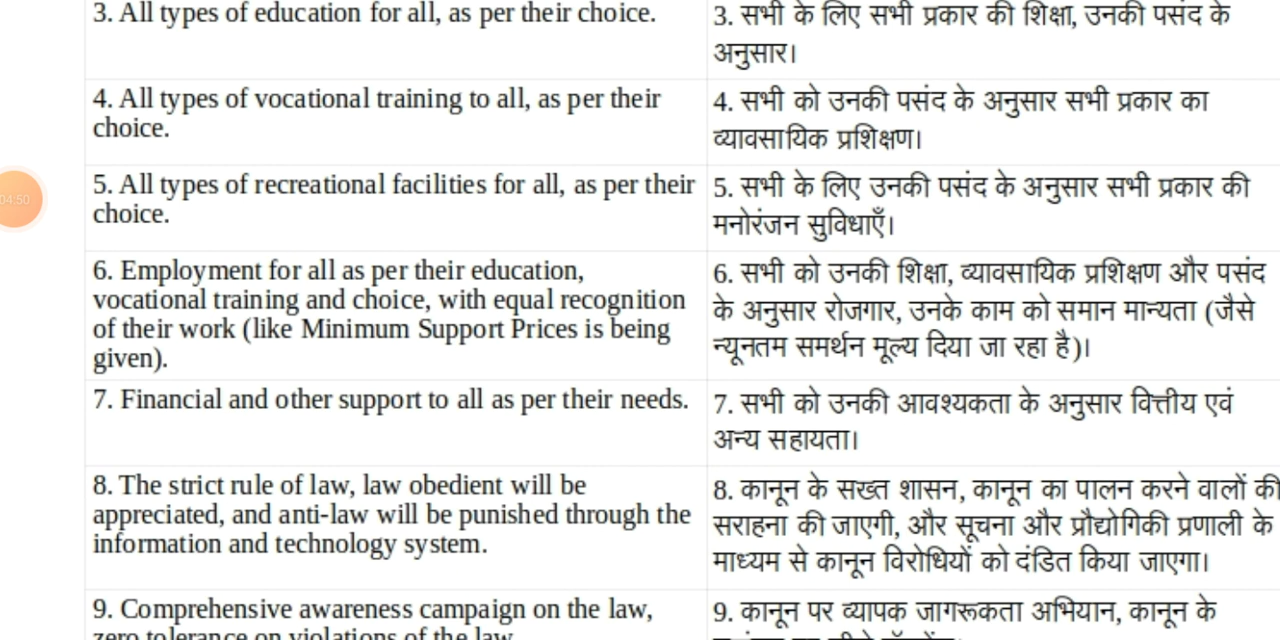 3. All types of education for all, as per their choice.
3. सभी के लिए सभी प्रकार की शिक्षा, उनकी पसंद के
अनुसार।
4. All types of vocational training to all, as per their
choice.
4. सभी को उनकी पसंद के अनुसार सभी प्रकार का
व्यावसायिक प्रशिक्षण।
04:50
5. All types of recreational facilities for all, as per their
choice.
5. सभी के लिए उनकी पसंद के अनुसार सभी प्रकार की
मनोरंजन सुविधाएँ।
6. Employment for all as per their education,
vocational training and choice, with equal recognition
of their work (like Minimum Support Prices is being
given).
6. सभी को उनकी शिक्षा, व्यावसायिक प्रशिक्षण और पसंद
के अनुसार रोजगार, उनके काम को समान मान्यता (जैसे
न्यूनतम समर्थन मूल्य दिया जा रहा है)।
7. Financial and other support to all as per their needs.
7. सभी को उनकी आवश्यकता के अनुसार वित्तीय एवं
अन्य सहायता।
8. The strict rule of law, law obedient will be
appreciated, and anti-law will be punished through the
information and technology system.
8. कानून के सख्त शासन, कानून का पालन करने वालों की
सराहना की जाएगी, और सूचना और प्रौद्योगिकी प्रणाली के
माध्यम से कानून विरोधियों को दंडित किया जाएगा।
9. Comprehensive awareness campaign on the law,
zero tolerance on violations of the law
9. कानून पर व्यापक जागरूकता अभियान, कानून के